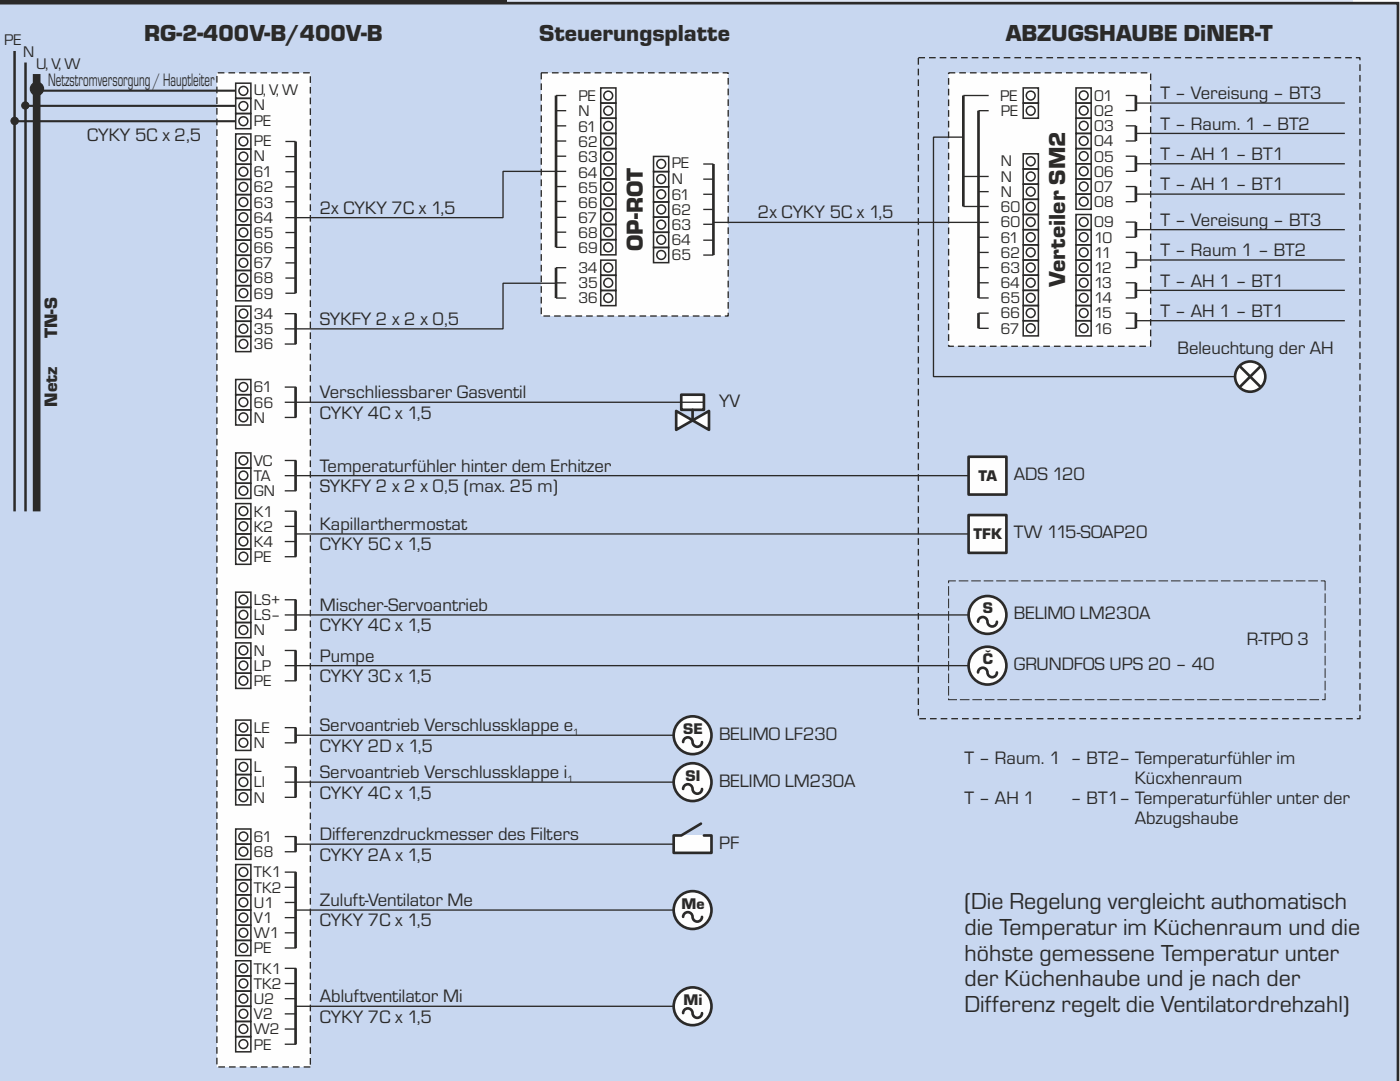 RG-2-400V-B/400V-B
Steuerungsplatte
ABZUGSHAUBE DiNER-T
PE
N
U, V, W
Netzstromversorgung / Hauptleiter
CYKY 5C x 2,5
Netz TN-S
U, V, W
N
PE
PE
N
61
62
63
64
65
66
67
68
69
2x CYKY 7C x 1,5
34
35
36
SYKFY 2 x 2 x 0,5
PE
N
61
62
63
64
65
66
67
68
69
34
35
36
OP-ROT
PE
N
61
62
63
64
65
2x CYKY 5C x 1,5
PE
PE
N
N
N
60
60
61
62
63
64
65
66
67
Verteiler SM2
01
02
03
04
05
06
07
08
09
10
11
12
13
14
15
16
T - Vereisung - BT3
T - Raum. 1 - BT2
T - AH 1 - BT1
T - AH 1 - BT1
T - Vereisung - BT3
T - Raum 1 - BT2
T - AH 1 - BT1
T - AH 1 - BT1
Beleuchtung der AH
61
66
N
Verschliessbarer Gasventil
CYKY 4C x 1,5
YV
VC
TA
GN
Temperaturfühler hinter dem Erhitzer
SYKFY 2 x 2 x 0,5 (max. 25 m)
TA
ADS 120
K1
K2
K4
PE
Kapillarthermostat
CYKY 5C x 1,5
TFK
TW 115-SOAP20
LS+
LS-
N
Mischer-Servoantrieb
CYKY 4C x 1,5
S
BELIMO LM230A
R-TPO 3
N
LP
PE
Pumpe
CYKY 3C x 1,5
Č
GRUNDFOS UPS 20 - 40
LE
N
Servoantrieb Verschlussklappe e₁
CYKY 2D x 1,5
SE
BELIMO LF230
L
LI
N
Servoantrieb Verschlussklappe i₁
CYKY 4C x 1,5
SI
BELIMO LM230A
61
68
Differenzdruckmesser des Filters
CYKY 2A x 1,5
PF
TK1
TK2
U1
V1
W1
PE
Zuluft-Ventilator Me
CYKY 7C x 1,5
Me
TK1
TK2
U2
V2
W2
PE
Abluftventilator Mi
CYKY 7C x 1,5
Mi
T - Raum. 1 - BT2- Temperaturfühler im
Kücxhenraum
T - AH 1 - BT1- Temperaturfühler unter der
Abzugshaube
(Die Regelung vergleicht authomatisch
die Temperatur im Küchenraum und die
höhste gemessene Temperatur unter
der Küchenhaube und je nach der
Differenz regelt die Ventilatordrehzahl)